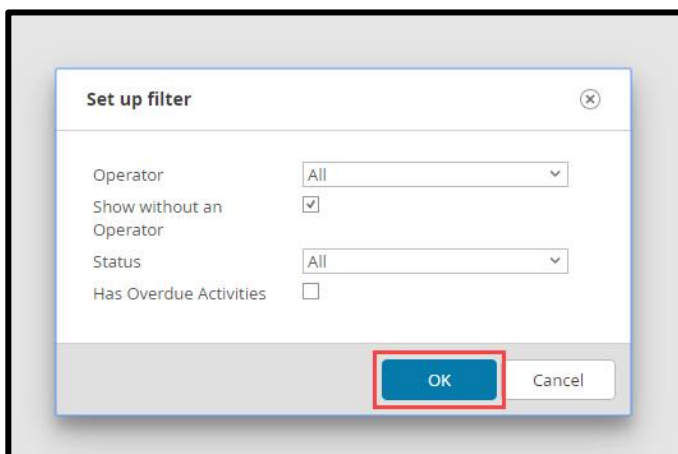 Set up filter
Operator All
Show without an
Operator
Status All
Has Overdue Activities
OK Cancel